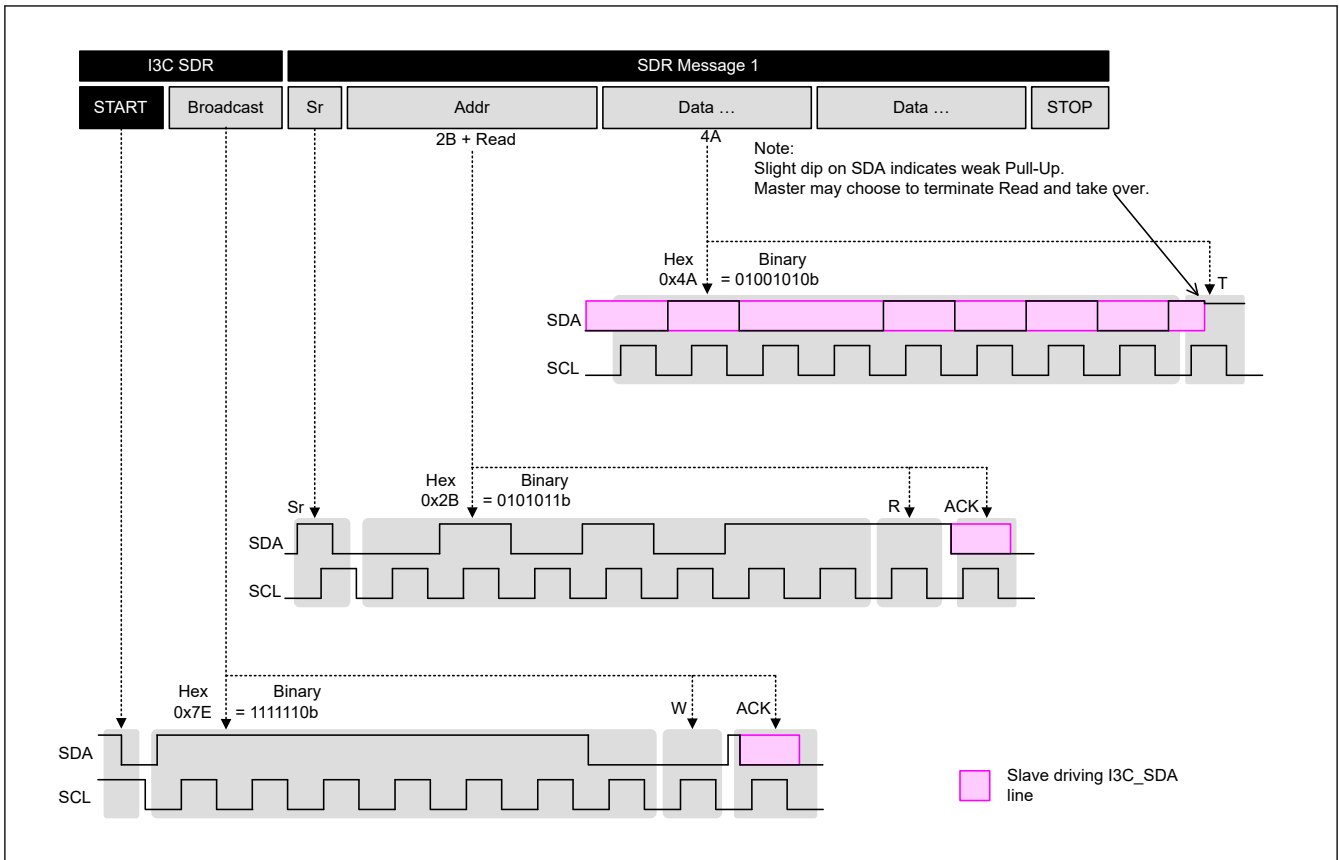 I3C SDR
SDR Message 1
START
Broadcast
Sr
Addr
Data …
Data …
STOP
2B + Read
4A
Note:
Slight dip on SDA indicates weak Pull-Up.
Master may choose to terminate Read and take over.
Hex
Binary
0x4A
= 01001010b
T
SDA
SCL
Hex
Binary
0x2B
= 0101011b
Sr
R
ACK
SDA
SCL
Hex
Binary
0x7E
= 1111110b
W
ACK
SDA
SCL
Slave driving I3C_SDA
line